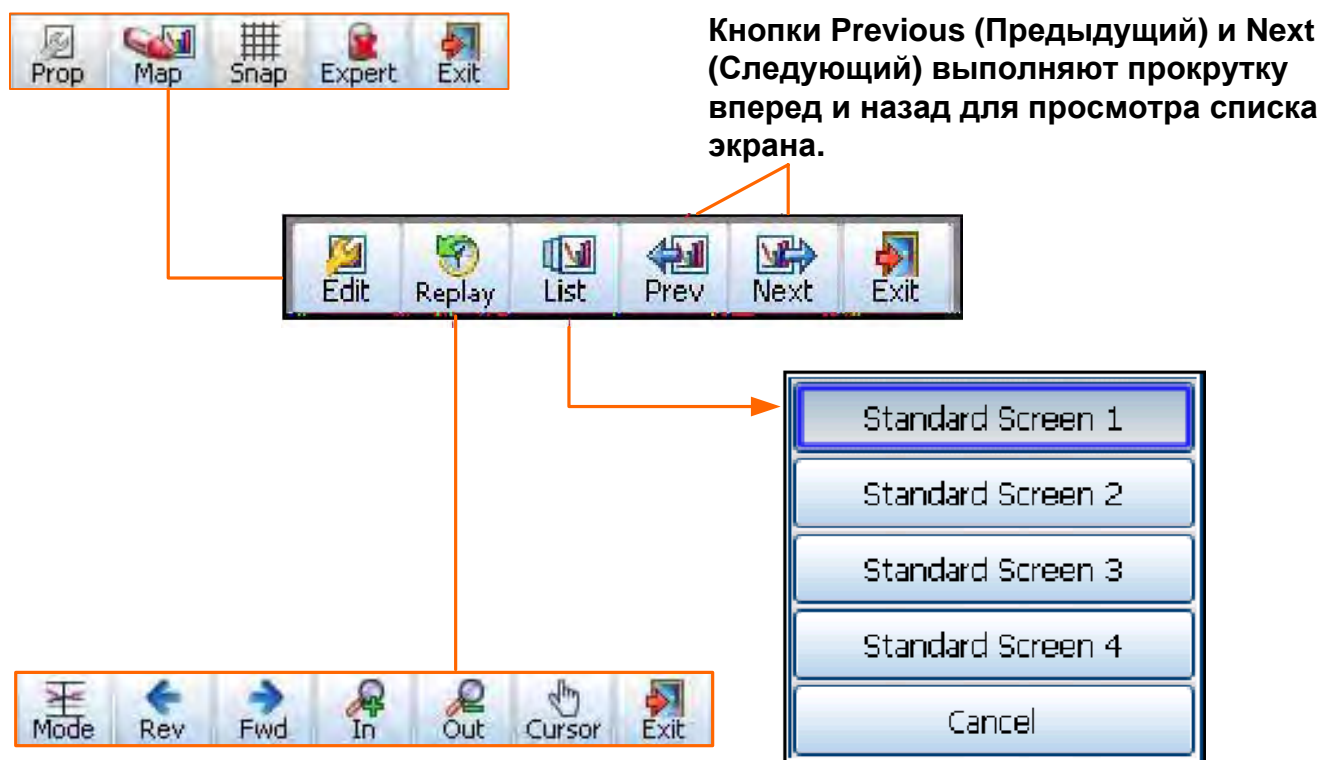 Prop Map Snap Expert Exit
Кнопки Previous (Предыдущий) и Next
(Следующий) выполняют прокрутку
вперед и назад для просмотра списка
экрана.
Edit Replay List Prev Next Exit
Standard Screen 1
Standard Screen 2
Standard Screen 3
Standard Screen 4
Cancel
Mode Rev Fwd In Out Cursor Exit